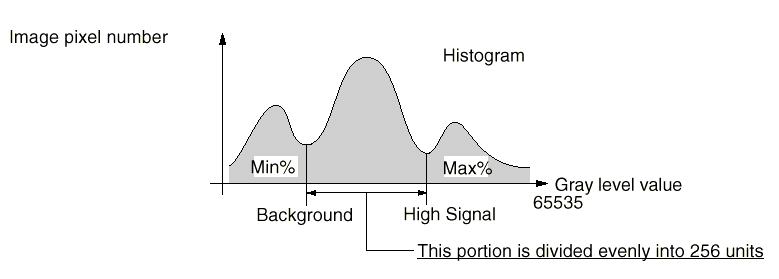 Image pixel number
Histogram
Min%
Max%
Gray level value
65535
Background
High Signal
This portion is divided evenly into 256 units